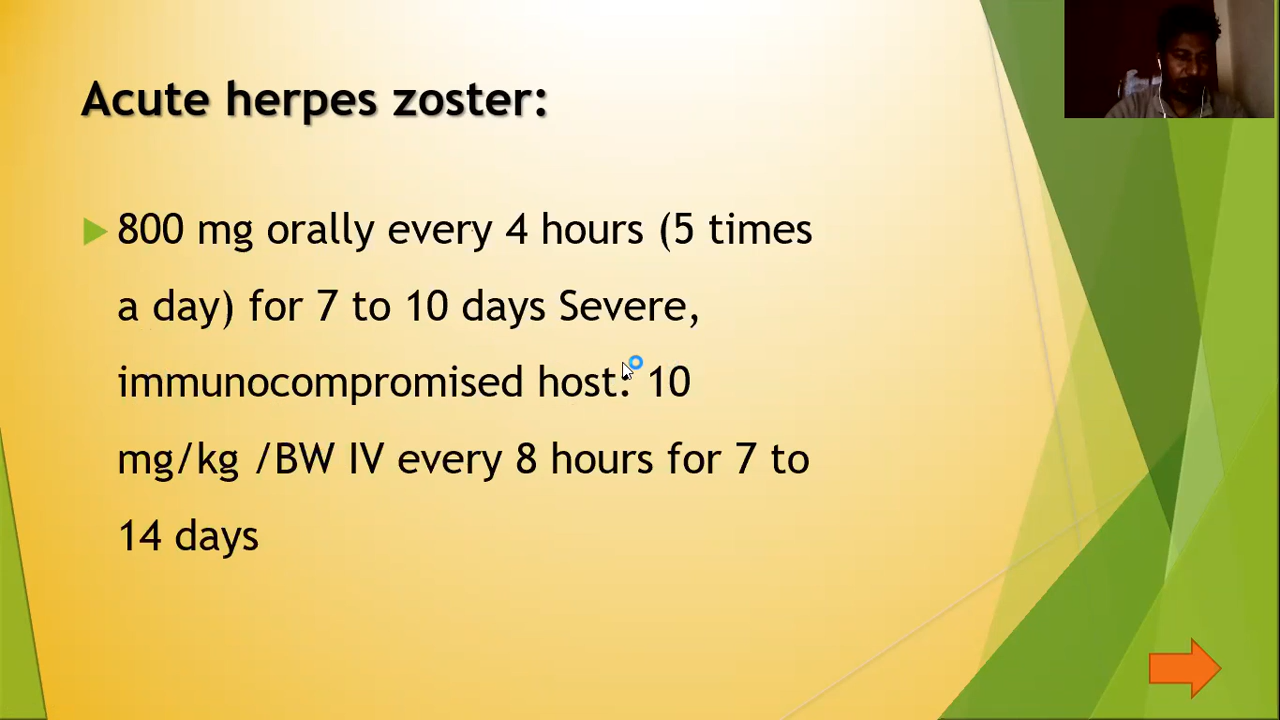 Acute herpes zoster:
800 mg orally every 4 hours (5 times
a day) for 7 to 10 days Severe,
immunocompromised host: 10
mg/kg /BW IV every 8 hours for 7 to
14 days